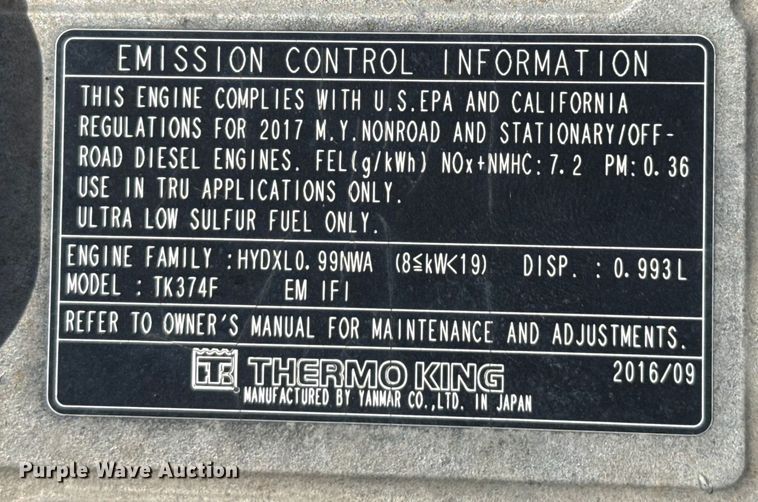 EMISSION CONTROL INFORMATION
THIS ENGINE COMPLIES WITH U.S.EPA AND CALIFORNIA
REGULATIONS FOR 2017 M.Y.NONROAD AND STATIONARY/OFF-
ROAD DIESEL ENGINES. FEL(g/kWh) NOx+NMHC:7.2 PM:0.36
USE IN TRU APPLICATIONS ONLY.
ULTRA LOW SULFUR FUEL ONLY.
ENGINE FAMILY :HYDXL0.99NWA (8≦kW<19) DISP. : 0.993L
MODEL : TK374F EM IFI
REFER TO OWNER'S MANUAL FOR MAINTENANCE AND ADJUSTMENTS.
TK THERMO KING 2016/09
MANUFACTURED BY YANMAR CO.,LTD. IN JAPAN
Purple Wave Auction